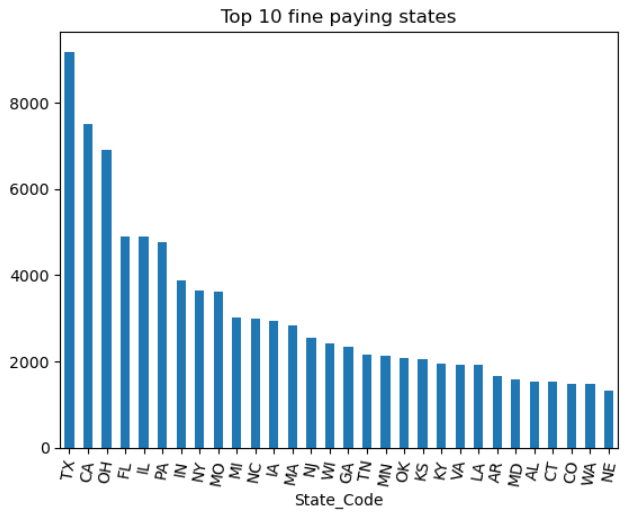 Top 10 fine paying states
8000
6000
4000
2000
0
TX CA OH FL IL PA IN NY MO MI NC IA MA NJ WI GA TN MN OK KS KY VA LA AR MD AL CT CO WA NE
State_Code